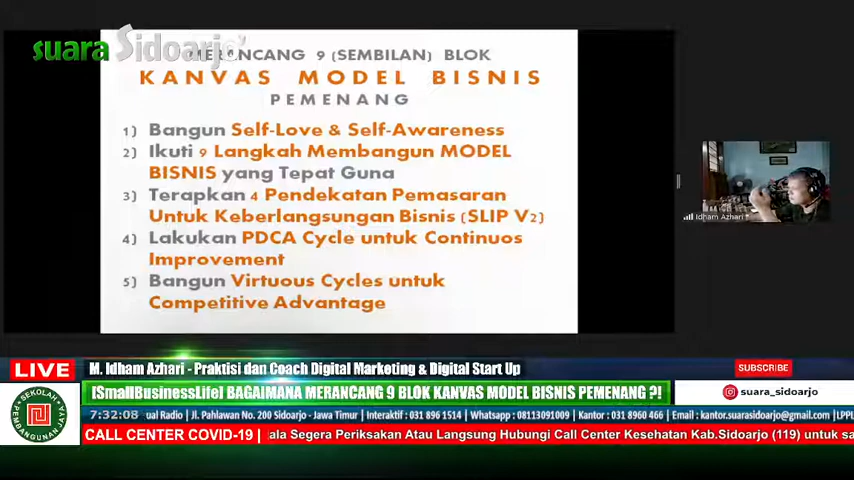 suara Sidoarjo
MERANCANG 9 (SEMBILAN) BLOK
KANVAS MODEL BISNIS
PEMENANG
1) Bangun Self-Love & Self-Awareness
2) Ikuti 9 Langkah Membangun MODEL
BISNIS yang Tepat Guna
3) Terapkan 4 Pendekatan Pemasaran
Untuk Keberlangsungan Bisnis (SLIP V2)
4) Lakukan PDCA Cycle untuk Continuos
Improvement
5) Bangun Virtuous Cycles untuk
Competitive Advantage
Idham Azhari
LIVE
M. Idham Azhari - Praktisi dan Coach Digital Marketing & Digital Start Up
SUBSCRIBE
[SmallBusinessLife] BAGAIMANA MERANCANG 9 BLOK KANVAS MODEL BISNIS PEMENANG ?!
suara_sidoarjo
SEKOLAH
PEMBANGUNAN JAYA
7:32:08
ual Radio | Jl. Pahlawan No. 200 Sidoarjo - Jawa Timur | Interaktif : 031 896 1514 | Whatsapp : 08113091009 | Kantor : 031 8960 466 | Email : kantor.suarasidoarjo@gmail.com |LPPL
CALL CENTER COVID-19 |
ala Segera Periksakan Atau Langsung Hubungi Call Center Kesehatan Kab.Sidoarjo (119) untuk sa